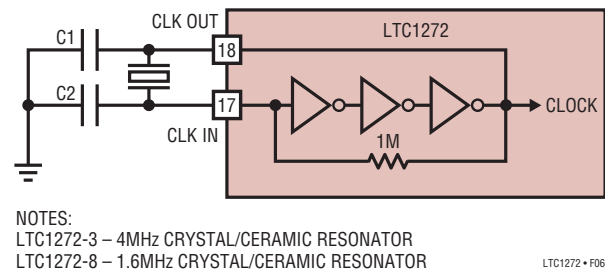 CLK OUT
LTC1272
C1
18
C2
17
CLOCK
1M
CLK IN
NOTES:
LTC1272-3 – 4MHz CRYSTAL/CERAMIC RESONATOR
LTC1272-8 – 1.6MHz CRYSTAL/CERAMIC RESONATOR
LTC1272 • F06